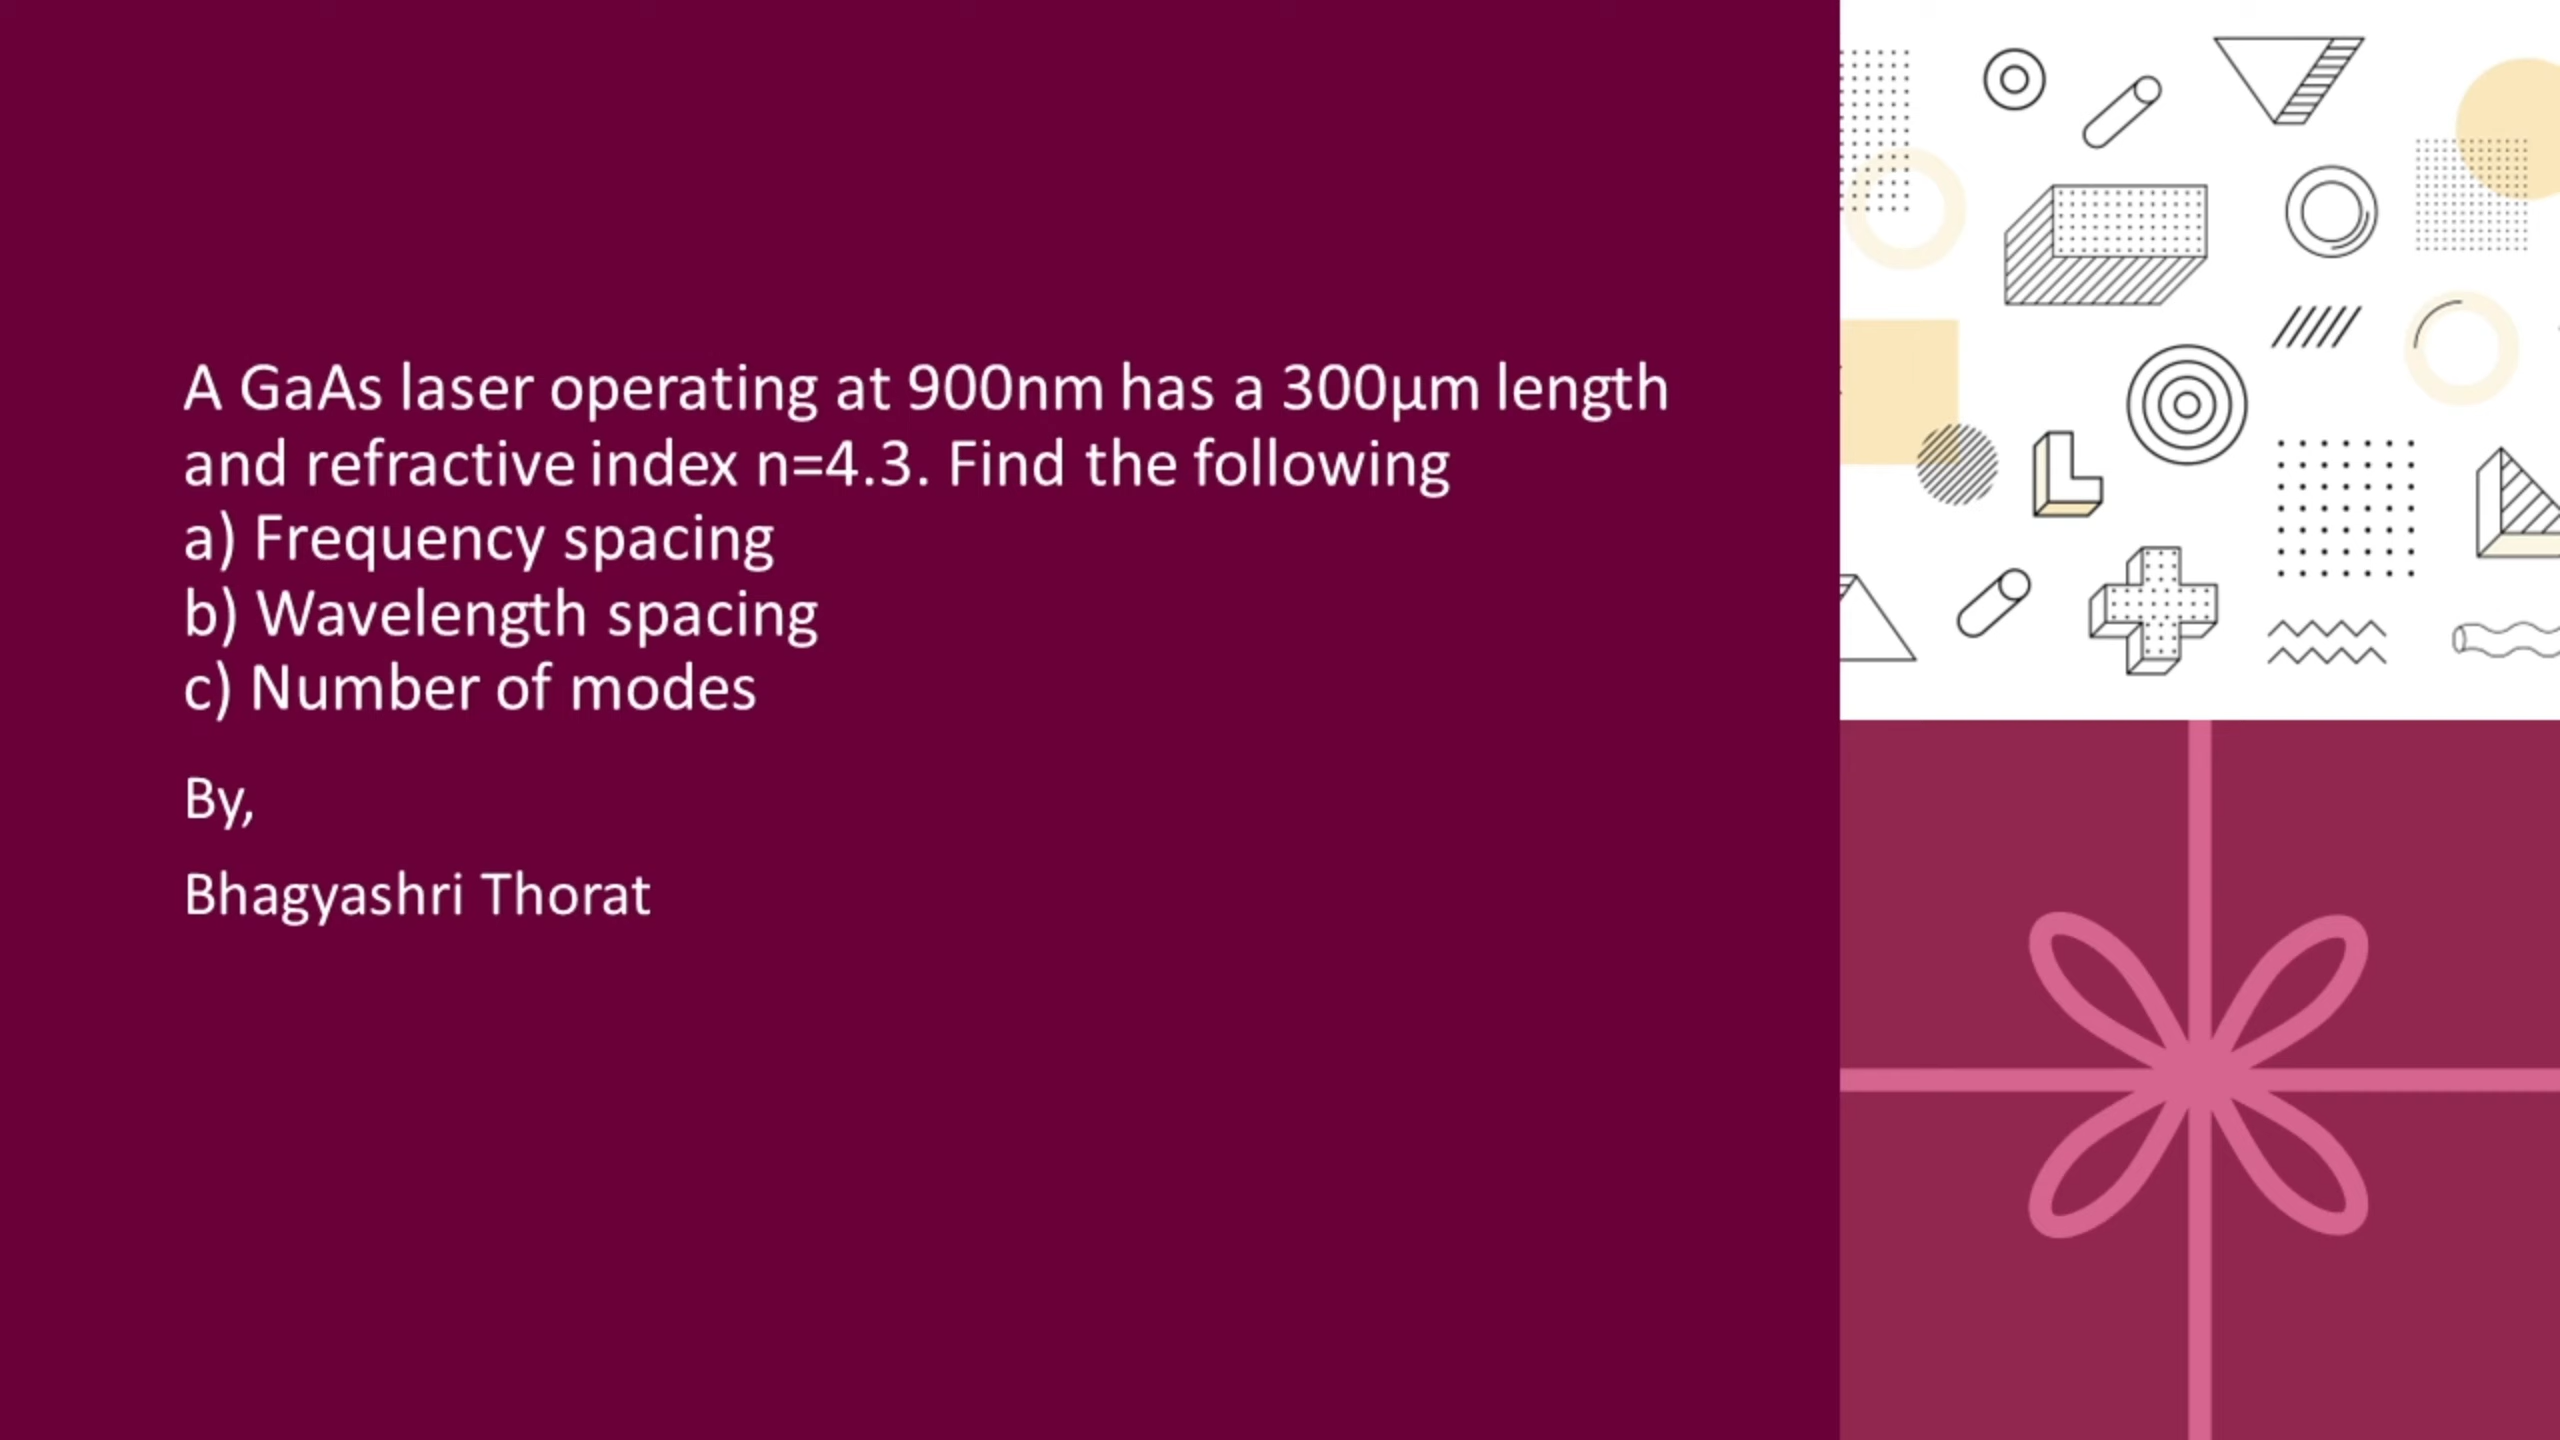 A GaAs laser operating at 900nm has a 300µm length
and refractive index n=4.3. Find the following
a) Frequency spacing
b) Wavelength spacing
c) Number of modes
By,
Bhagyashri Thorat